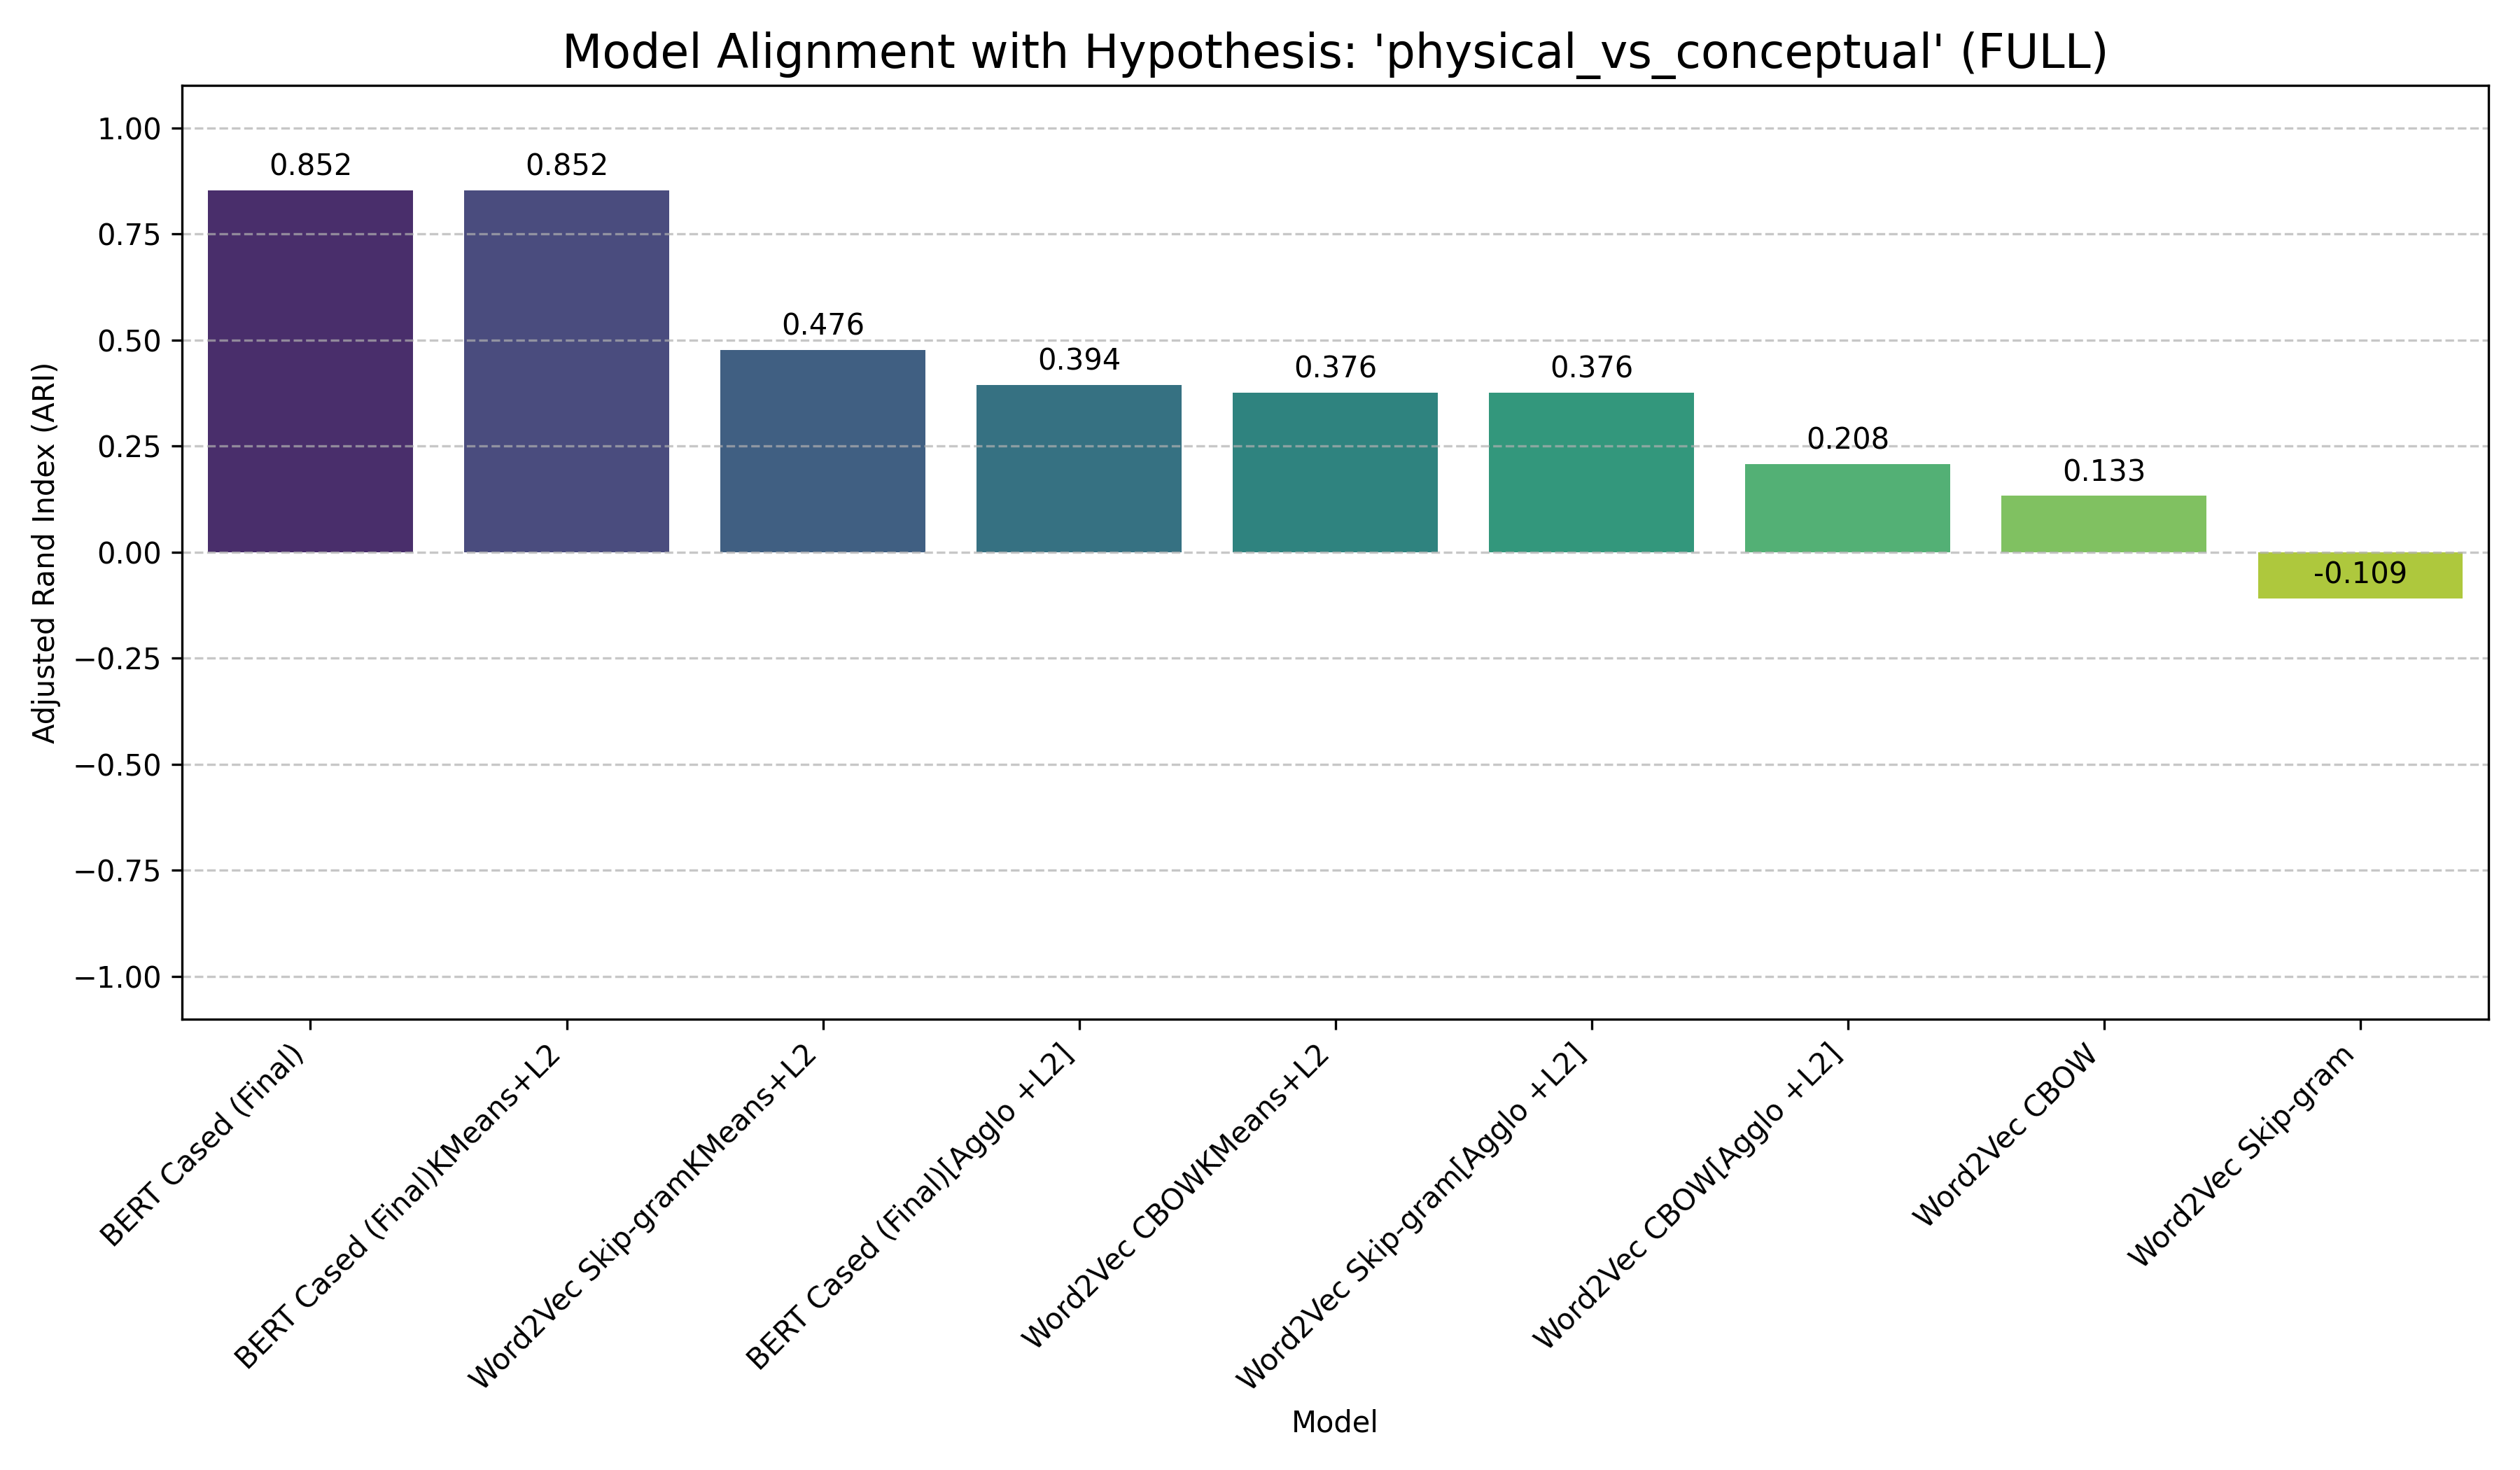 Model Alignment with Hypothesis: 'physical_vs_conceptual' (FULL)
Adjusted Rand Index (ARI)
1.00
0.75
0.50
0.25
0.00
−0.25
−0.50
−0.75
−1.00
0.852
0.852
0.476
0.394
0.376
0.376
0.208
0.133
-0.109
BERT Cased (Final)
BERT Cased (Final)KMeans+L2
Word2Vec Skip-gramKMeans+L2
BERT Cased (Final)[Agglo +L2]
Word2Vec CBOWKMeans+L2
Word2Vec Skip-gram[Agglo +L2]
Word2Vec CBOW[Agglo +L2]
Word2Vec CBOW
Word2Vec Skip-gram
Model